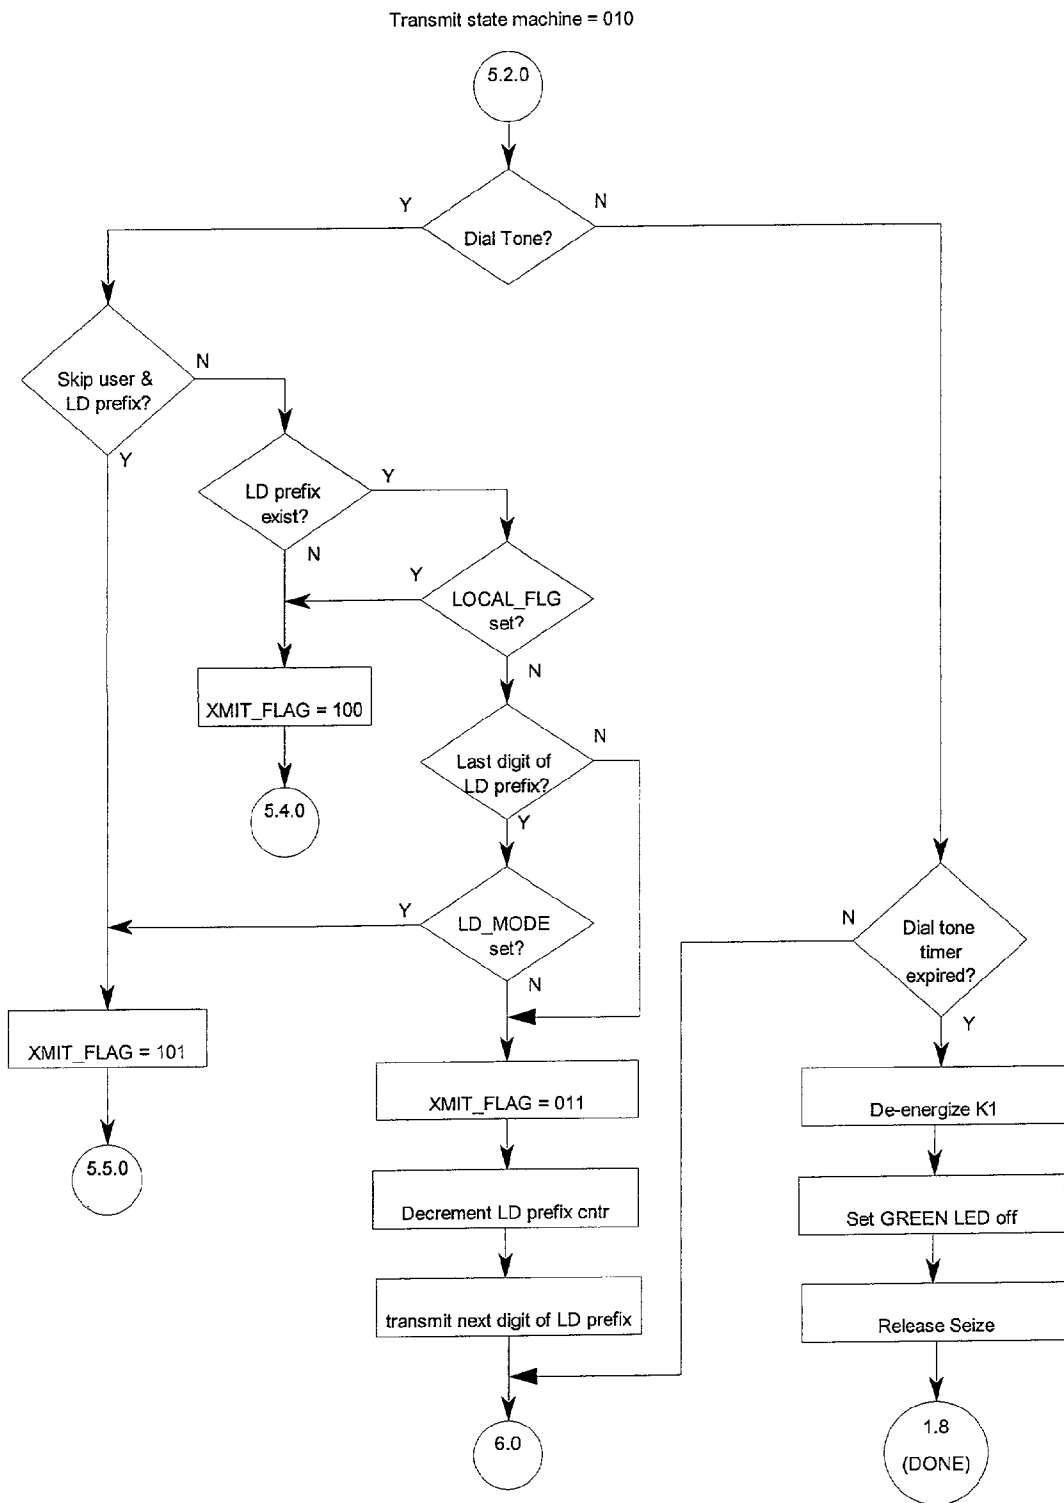 Transmit state machine = 010
5.2.0
Y
N
Dial Tone?
N
Skip user &
LD prefix?
Y
Y
LD prefix
exist?
N
Y
LOCAL_FLG
set?
N
XMIT_FLAG = 100
N
Last digit of
LD prefix?
Y
5.4.0
Y
LD_MODE
set?
N
N
Dial tone
timer
expired?
Y
XMIT_FLAG = 101
XMIT_FLAG = 011
De-energize K1
5.5.0
Decrement LD prefix cntr
Set GREEN LED off
transmit next digit of LD prefix
Release Seize
6.0
1.8
(DONE)